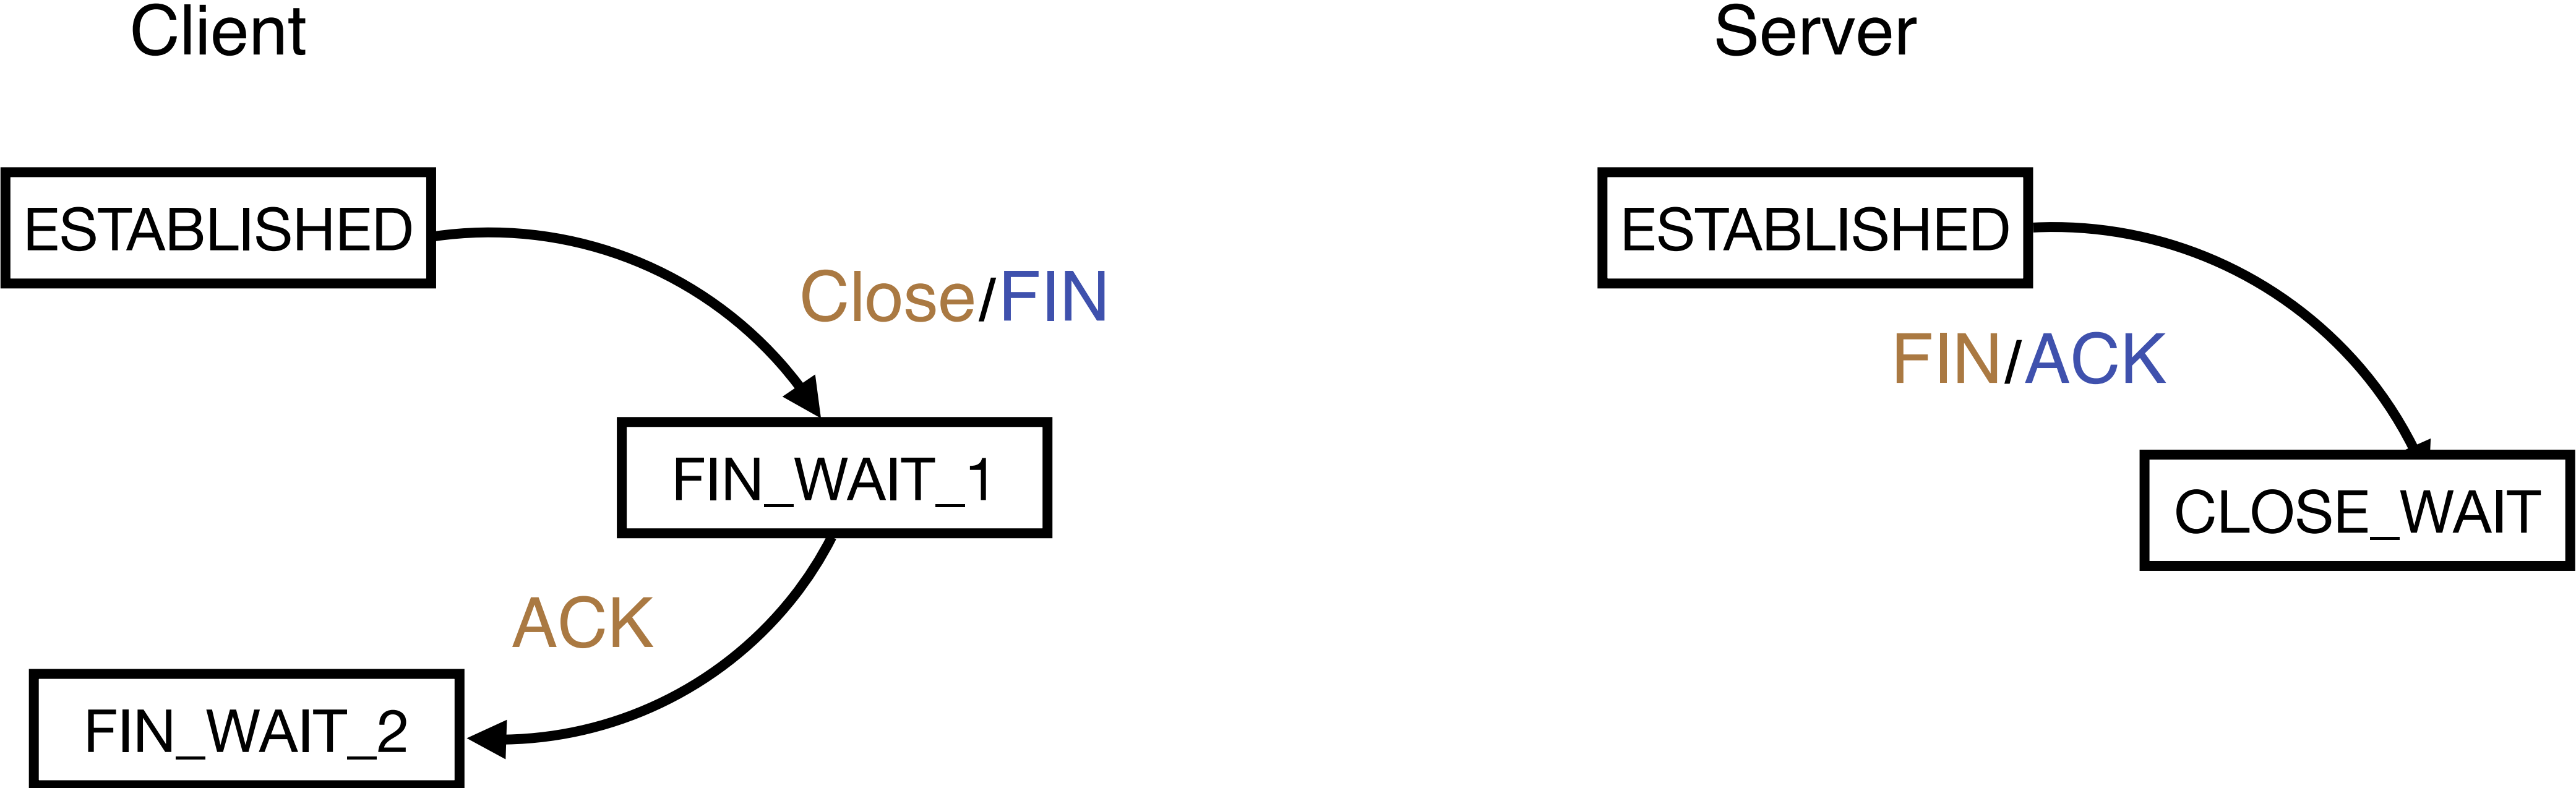 Client
Server
ESTABLISHED
ESTABLISHED
Close/FIN
FIN/ACK
FIN_WAIT_1
CLOSE_WAIT
ACK
FIN_WAIT_2